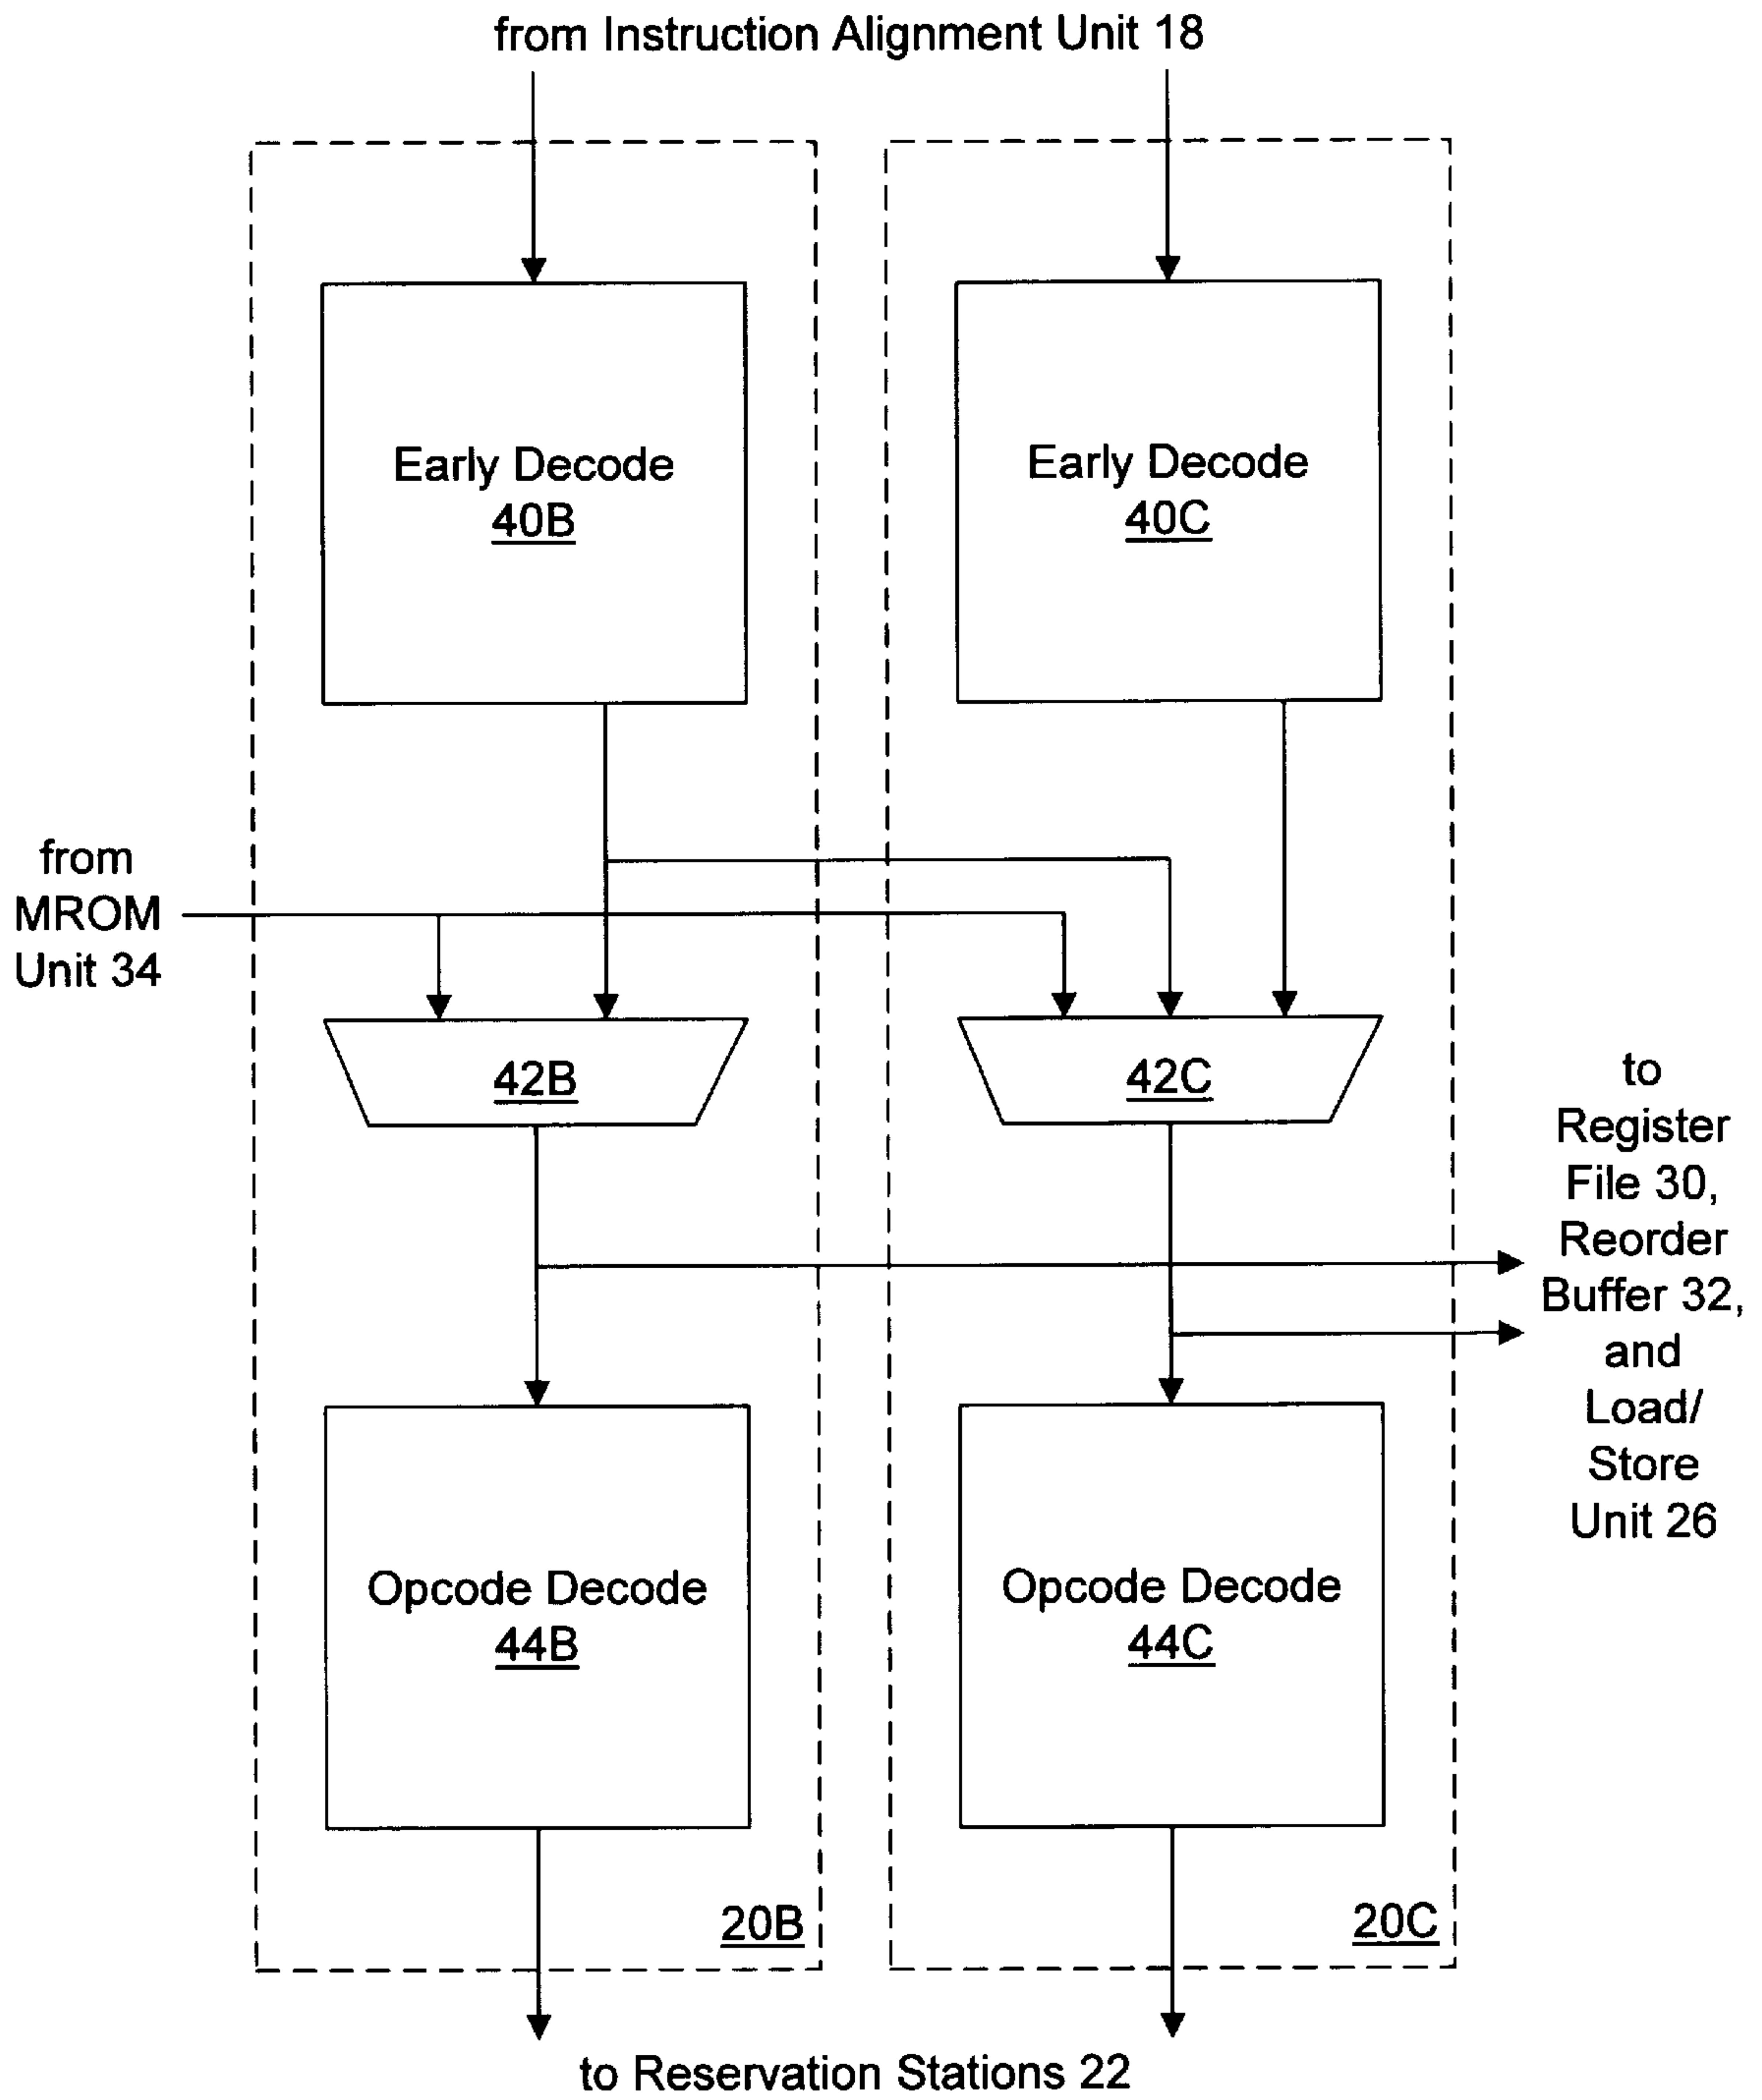 from Instruction Alignment Unit 18
Early Decode
40B
Early Decode
40C
from
MROM
Unit 34
42B
42C
to
Register
File 30,
Reorder
Buffer 32,
and
Load/
Store
Unit 26
Opcode Decode
44B
Opcode Decode
44C
20B
20C
to Reservation Stations 22